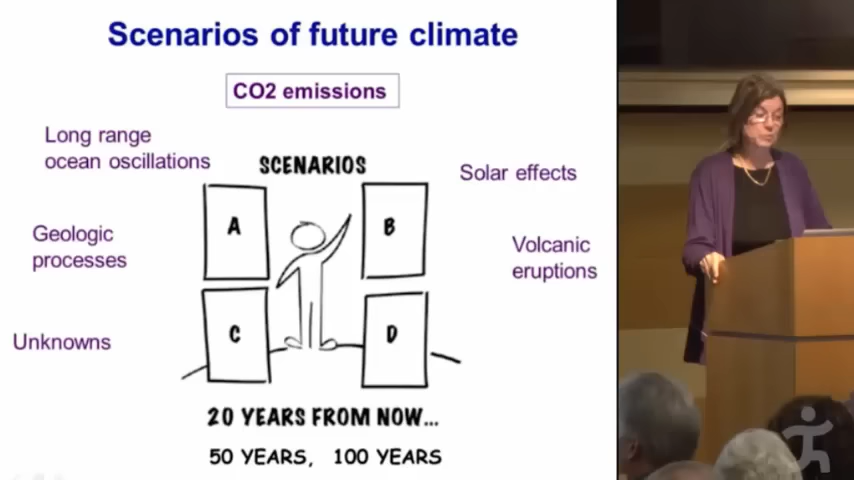 Scenarios of future climate
CO2 emissions
Long range
ocean oscillations
SCENARIOS
Solar effects
A
B
Geologic
processes
Volcanic
eruptions
Unknowns
C
D
20 YEARS FROM NOW...
50 YEARS, 100 YEARS